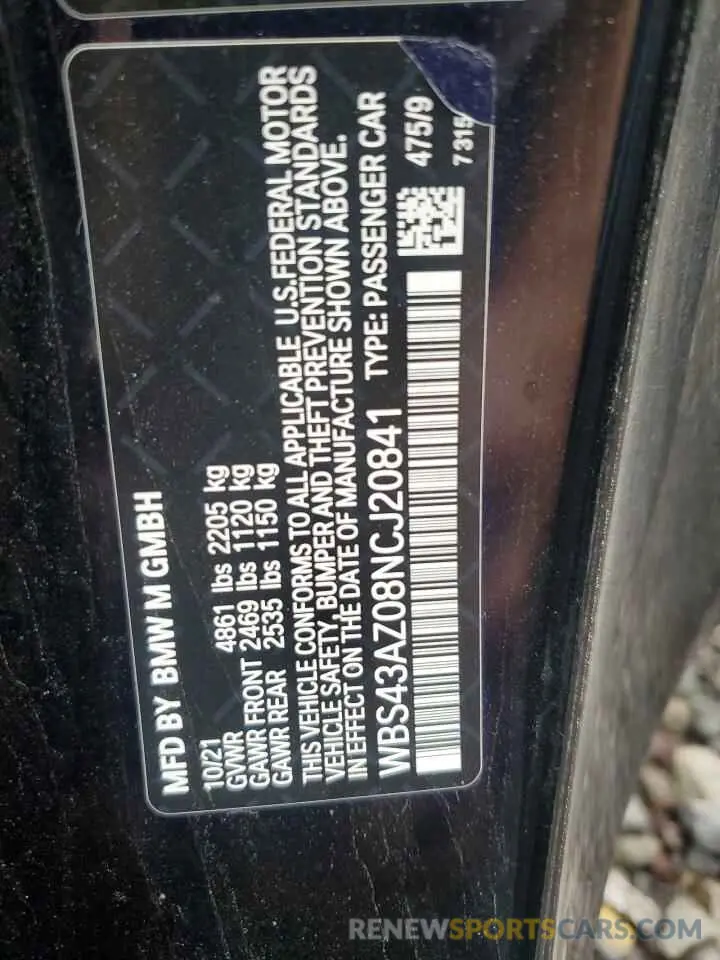 MFD BY BMW M GMBH
10/21
GVWR 4861 lbs 2205 kg
GAWR FRONT 2469 lbs 1120 kg
GAWR REAR 2535 lbs 1150 kg
THIS VEHICLE CONFORMS TO ALL APPLICABLE U.S.FEDERAL MOTOR
VEHICLE SAFETY, BUMPER AND THEFT PREVENTION STANDARDS
IN EFFECT ON THE DATE OF MANUFACTURE SHOWN ABOVE.
WBS43AZ08NCJ20841 TYPE: PASSENGER CAR
475/9
7315
RENEWSPORTSCARS.COM